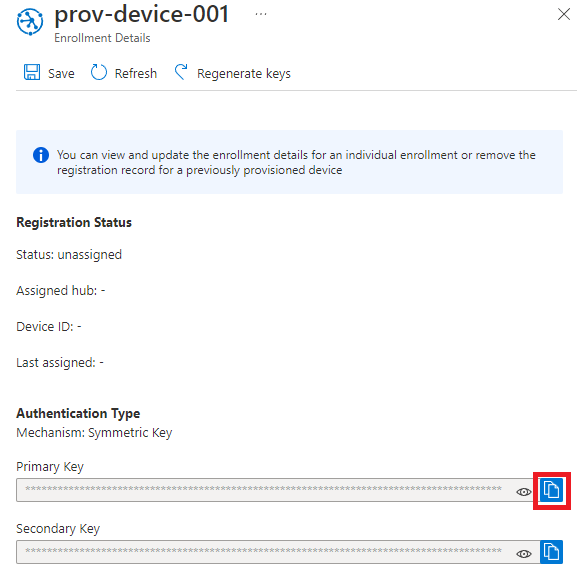 prov-device-001 ...
Enrollment Details
Save Refresh Regenerate keys
You can view and update the enrollment details for an individual enrollment or remove the
registration record for a previously provisioned device
Registration Status
Status: unassigned
Assigned hub: -
Device ID: -
Last assigned: -
Authentication Type
Mechanism: Symmetric Key
Primary Key
****************************************************************************************
Secondary Key
****************************************************************************************